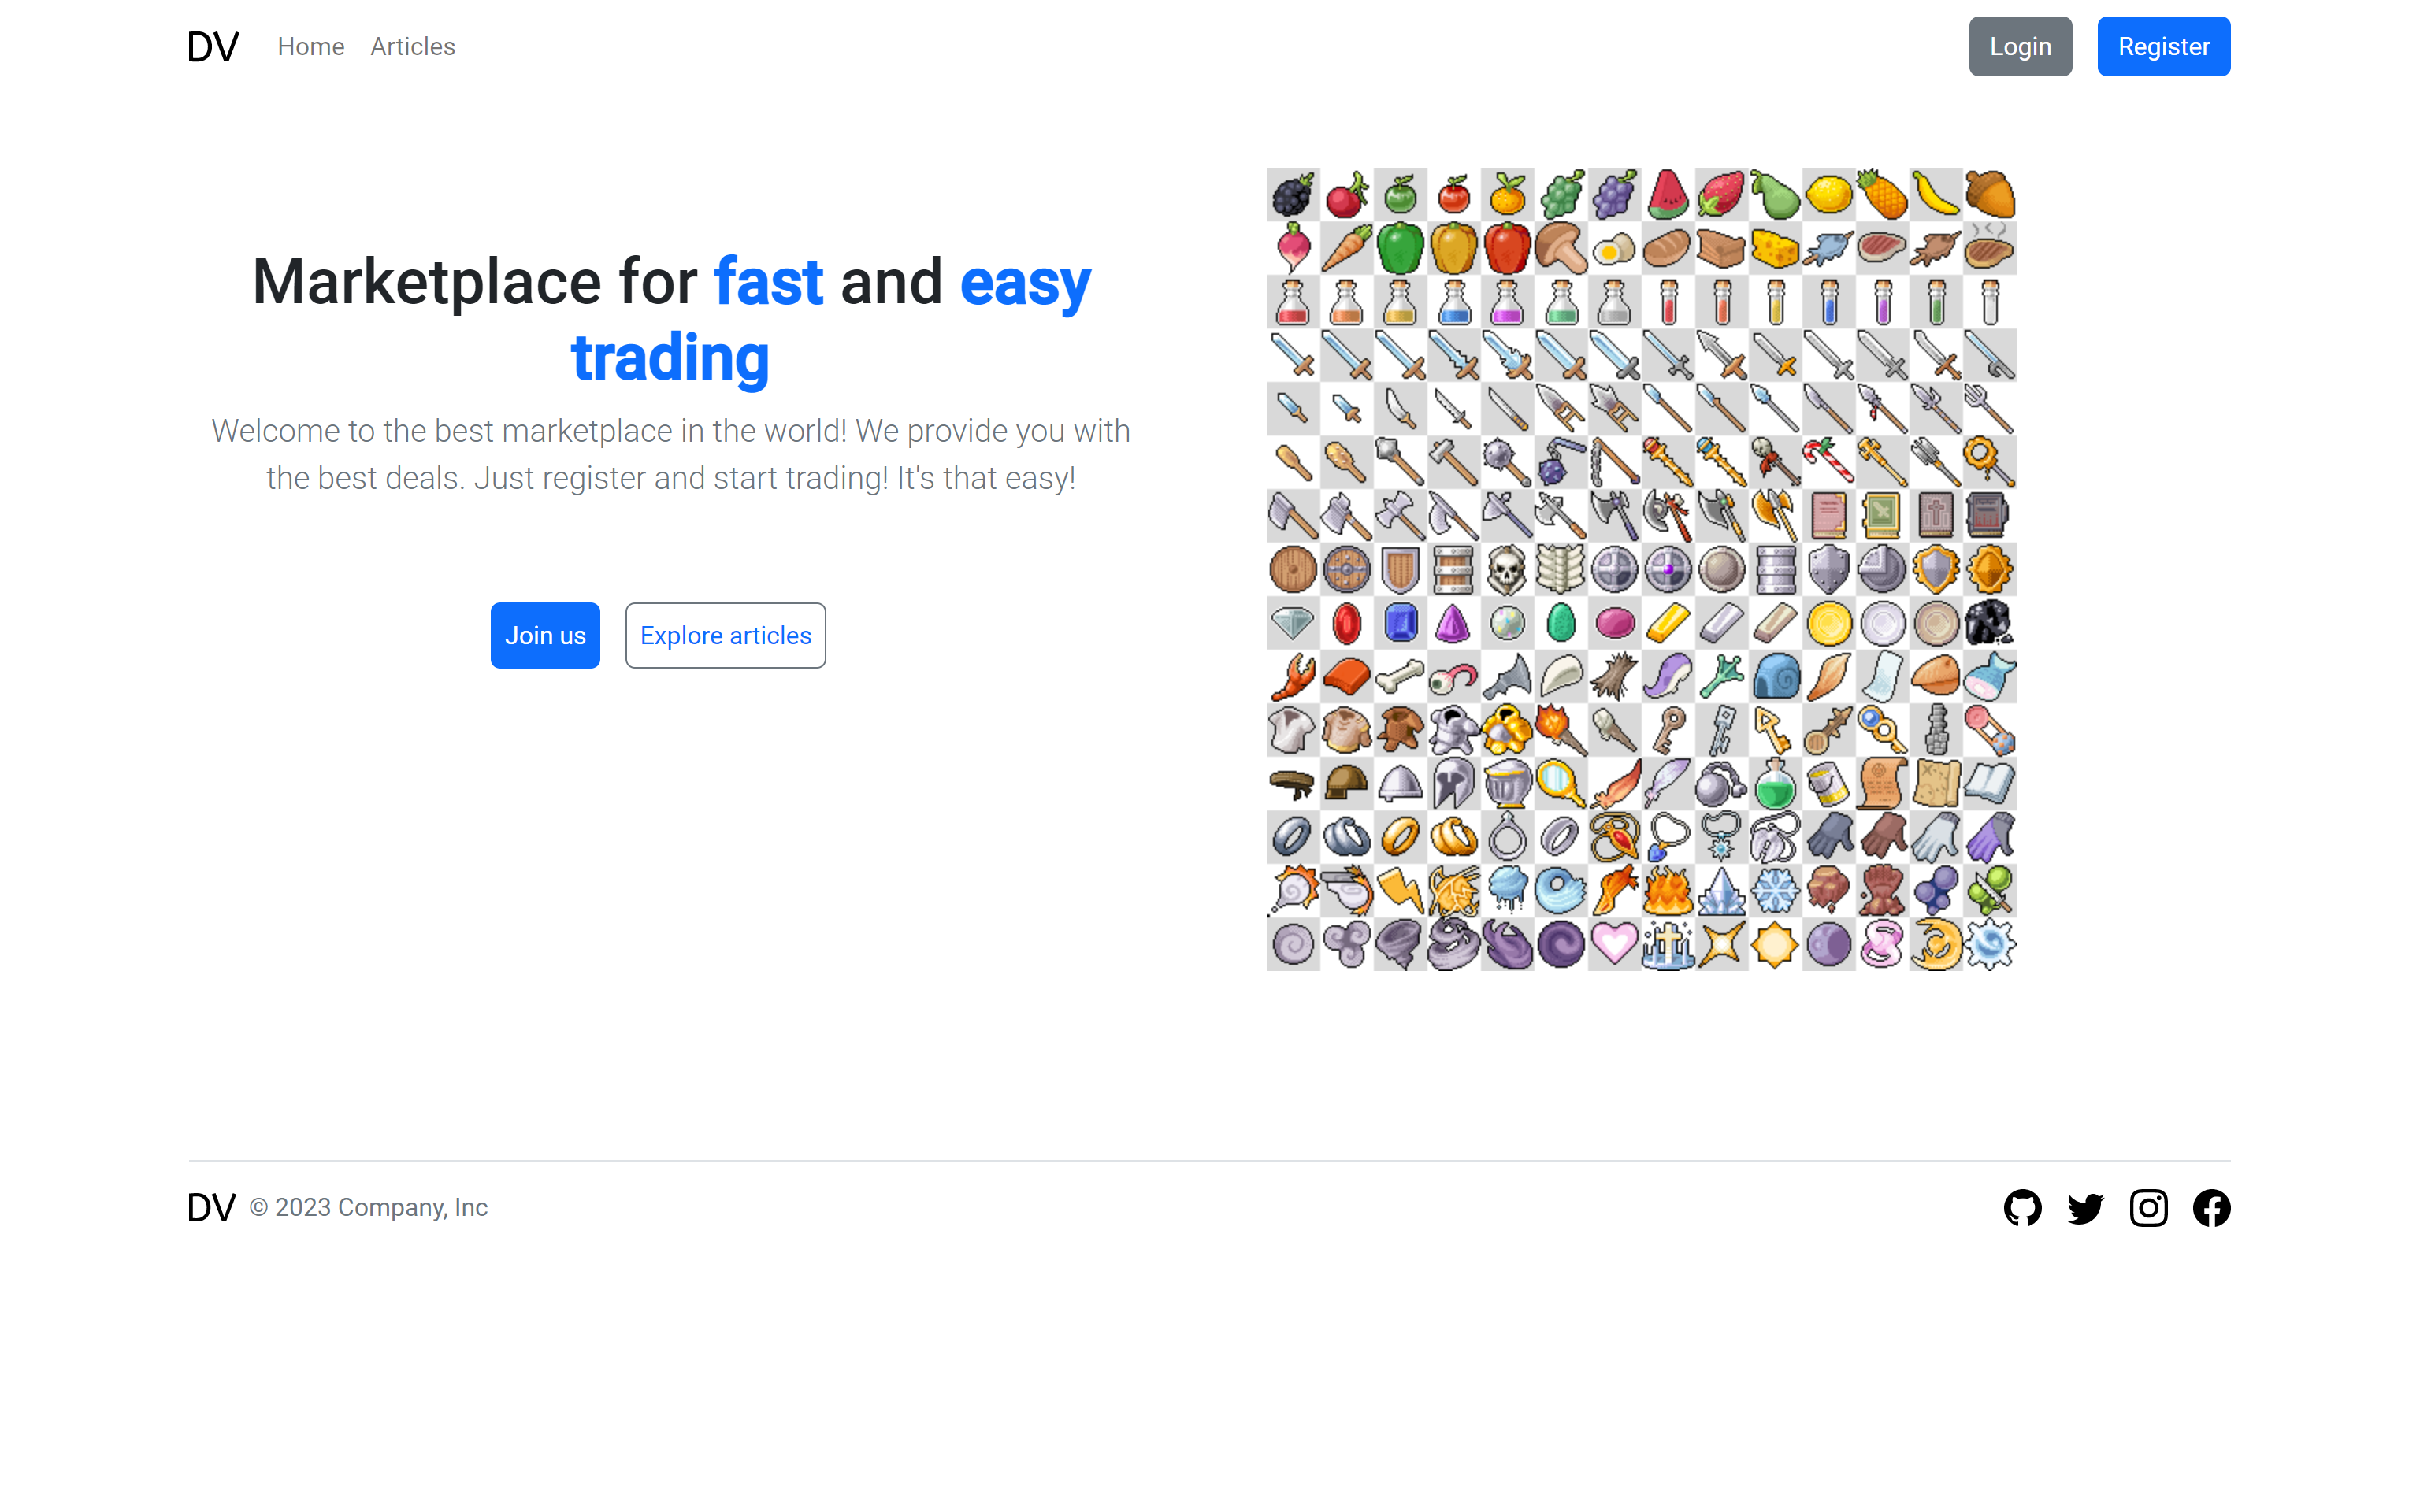 DV Home Articles Login Register
Marketplace for fast and easy
trading
Welcome to the best marketplace in the world! We provide you with
the best deals. Just register and start trading! It's that easy!
Join us Explore articles
DV © 2023 Company, Inc